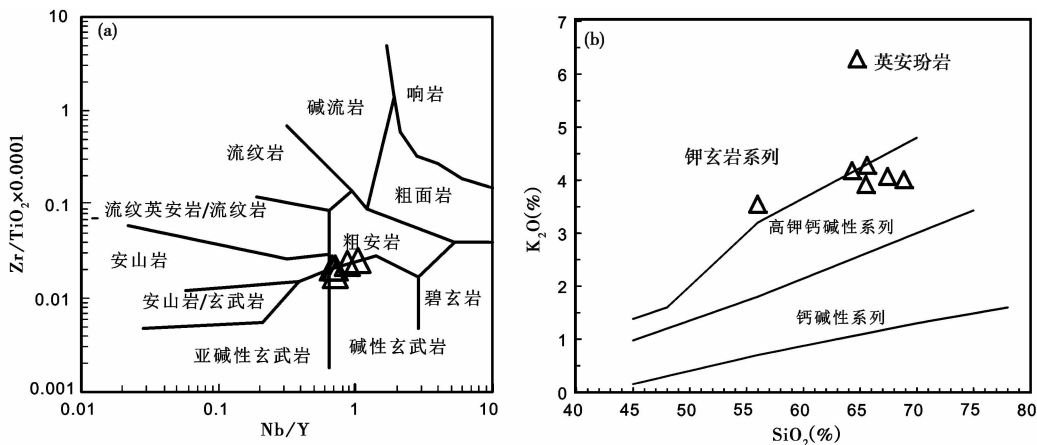 (a)
10
1
0.1
0.01
0.001
Zr/TiO₂×0.0001
响岩
碱流岩
流纹岩
粗面岩
流纹英安岩/流纹岩
粗安岩
安山岩
安山岩/玄武岩
碧玄岩
亚碱性玄武岩
碱性玄武岩
0.01
0.1
1
10
Nb/Y
(b)
7
6
5
4
3
2
1
0
K₂O(%)
英安玢岩
钾玄岩系列
高钾钙碱性系列
钙碱性系列
40
50
55
60
65
70
75
80
SiO₂(%)